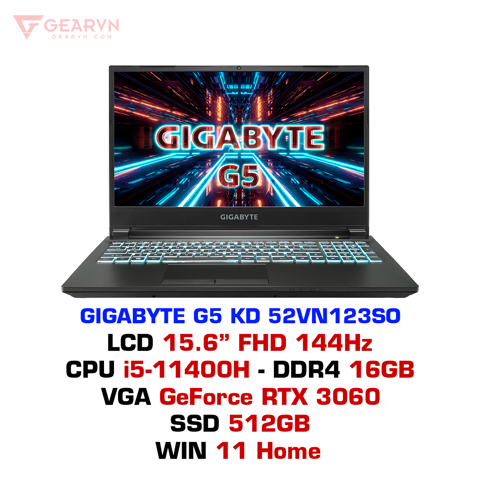 GEARVN
GEARVN.COM
GIGABYTE
G5
GIGABYTE
GIGABYTE G5 KD 52VN123SO
LCD 15.6” FHD 144Hz
CPU i5-11400H - DDR4 16GB
VGA GeForce RTX 3060
SSD 512GB
WIN 11 Home